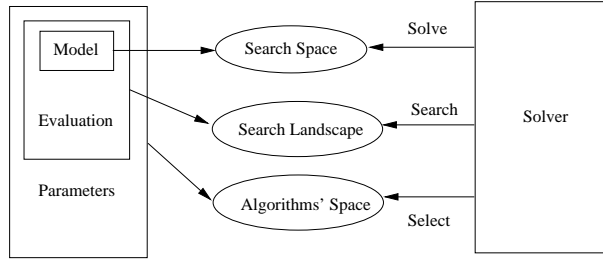 Model
Evaluation
Parameters
Search Space
Search Landscape
Algorithms' Space
Solve
Search
Select
Solver